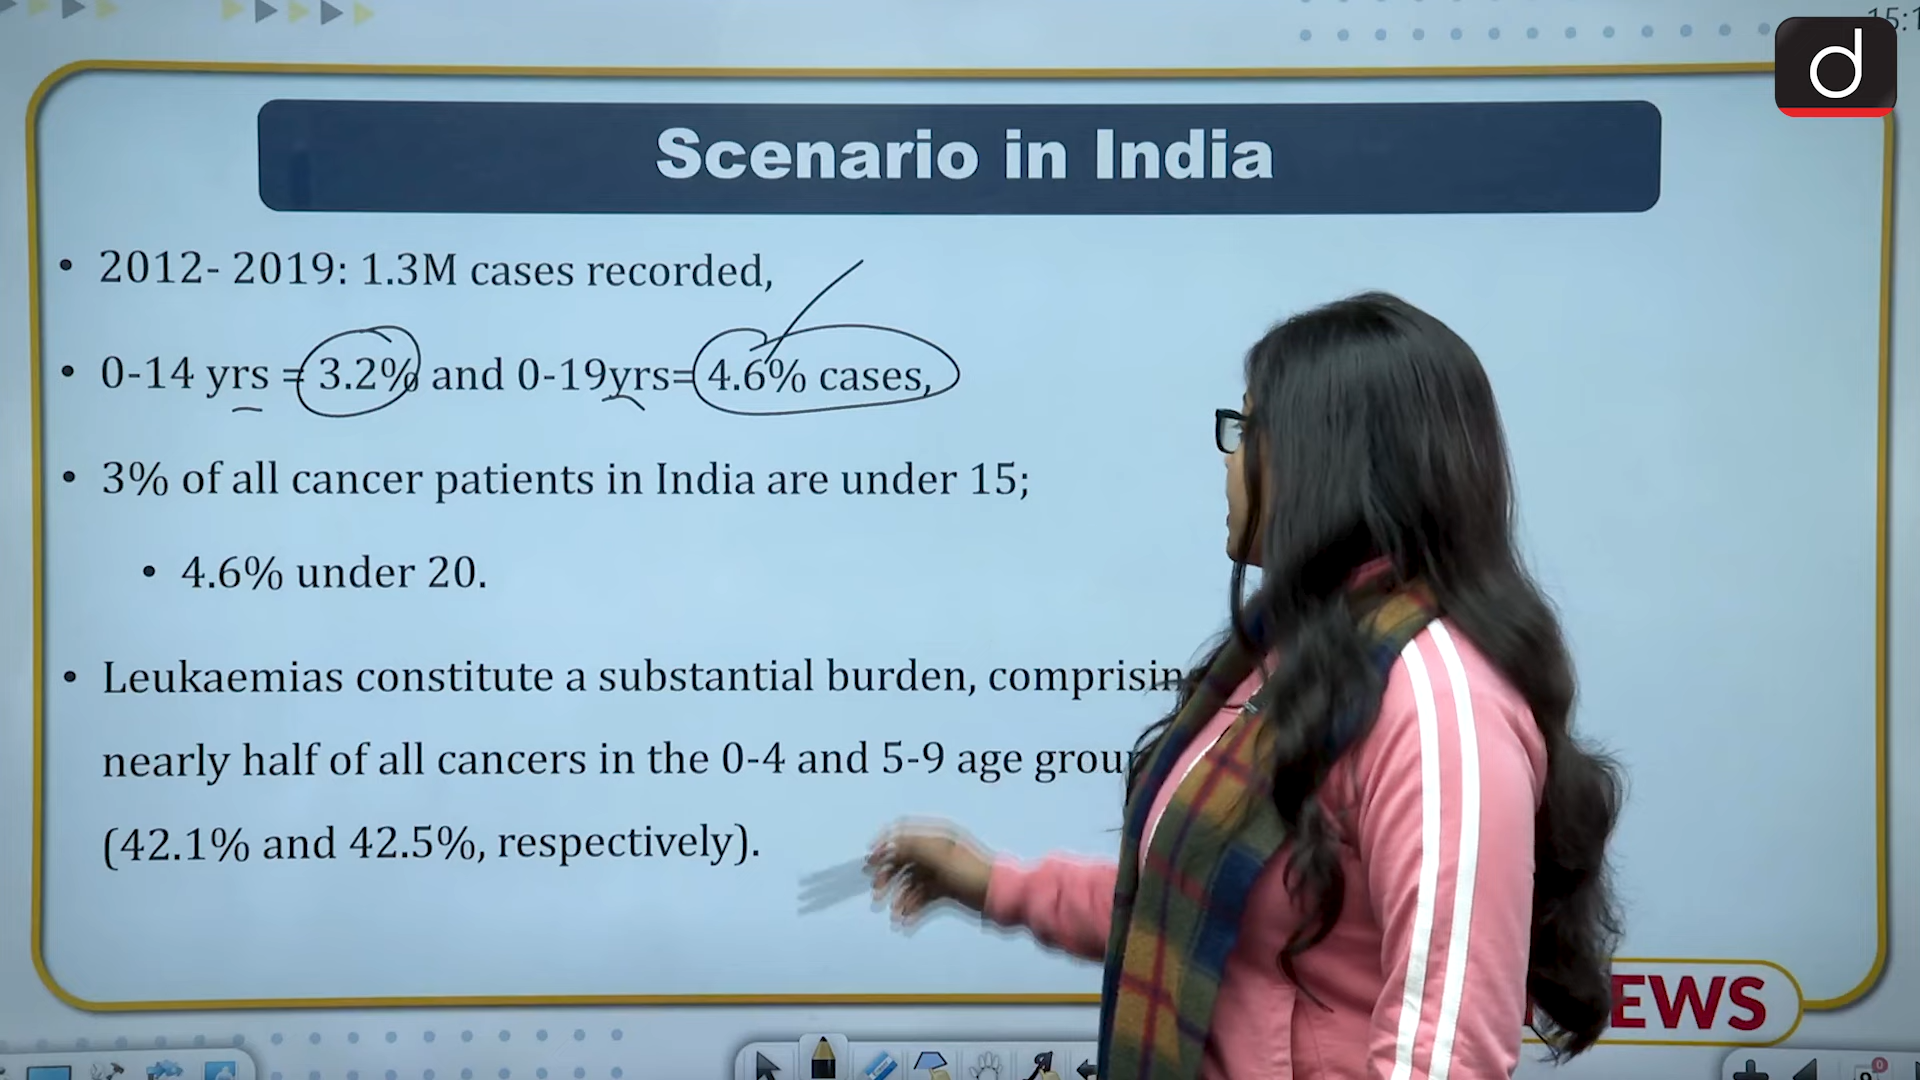 15:1
d
Scenario in India
• 2012- 2019: 1.3M cases recorded,
• 0-14 yrs = 3.2% and 0-19yrs= 4.6% cases,
• 3% of all cancer patients in India are under 15;
• 4.6% under 20.
• Leukaemias constitute a substantial burden, comprisin
nearly half of all cancers in the 0-4 and 5-9 age grou
(42.1% and 42.5%, respectively).
EWS
0